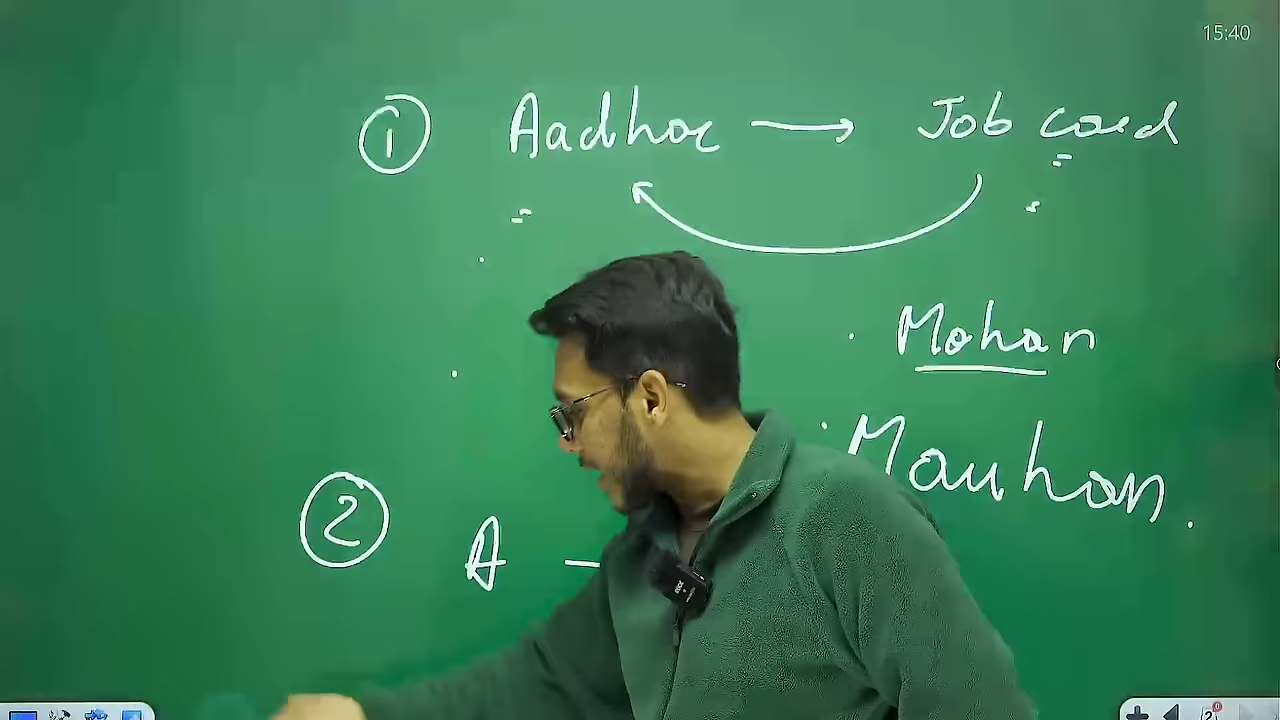 15:40
① Aadhar → Job card
Mohan
Mauhan.
② A –